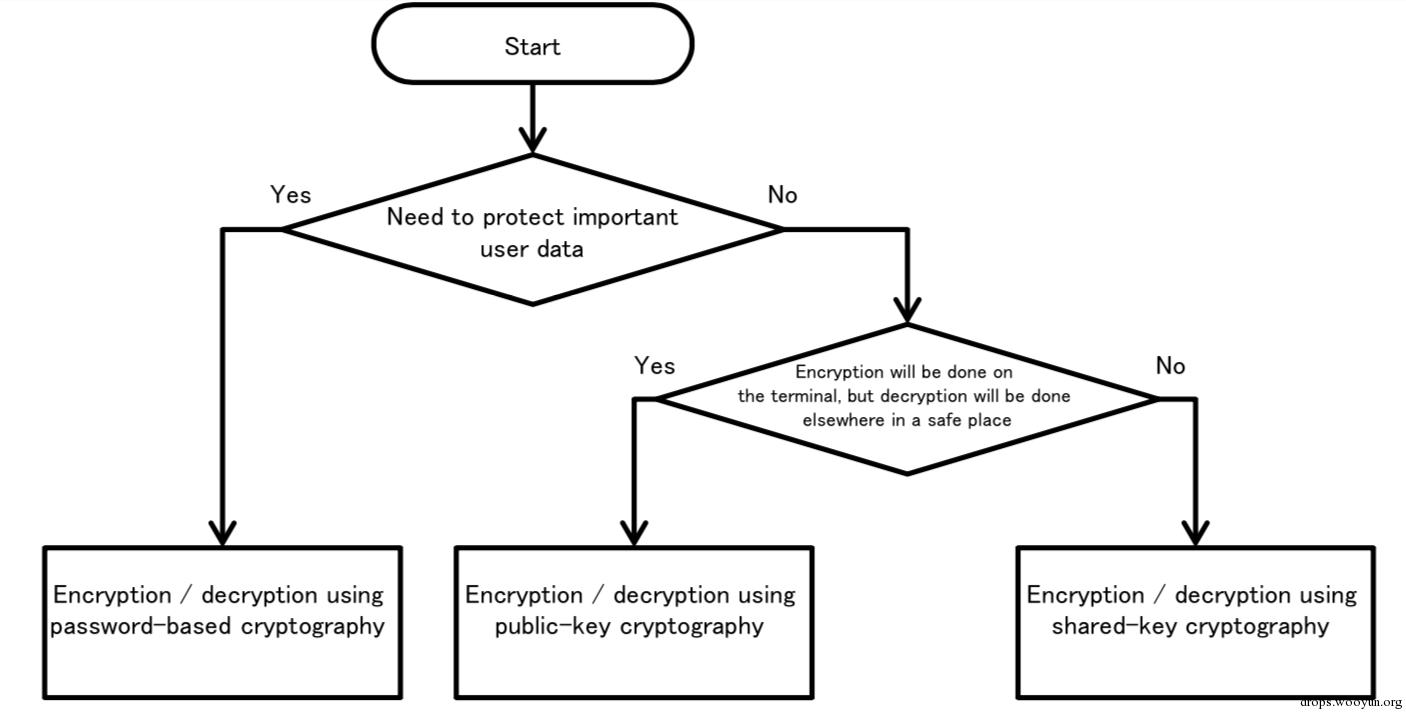 Start
Yes
No
Need to protect important
user data
Yes
No
Encryption will be done on
the terminal, but decryption will be done
elsewhere in a safe place
Encryption / decryption using
password-based cryptography
Encryption / decryption using
public-key cryptography
Encryption / decryption using
shared-key cryptography
drops.wooyun.org